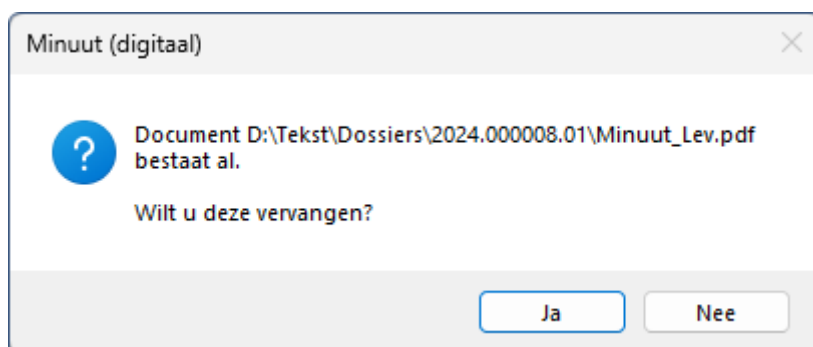 Minuut (digitaal)
Document D:\Tekst\Dossiers\2024.000008.01\Minuut_Lev.pdf
bestaat al.
Wilt u deze vervangen?
Ja
Nee